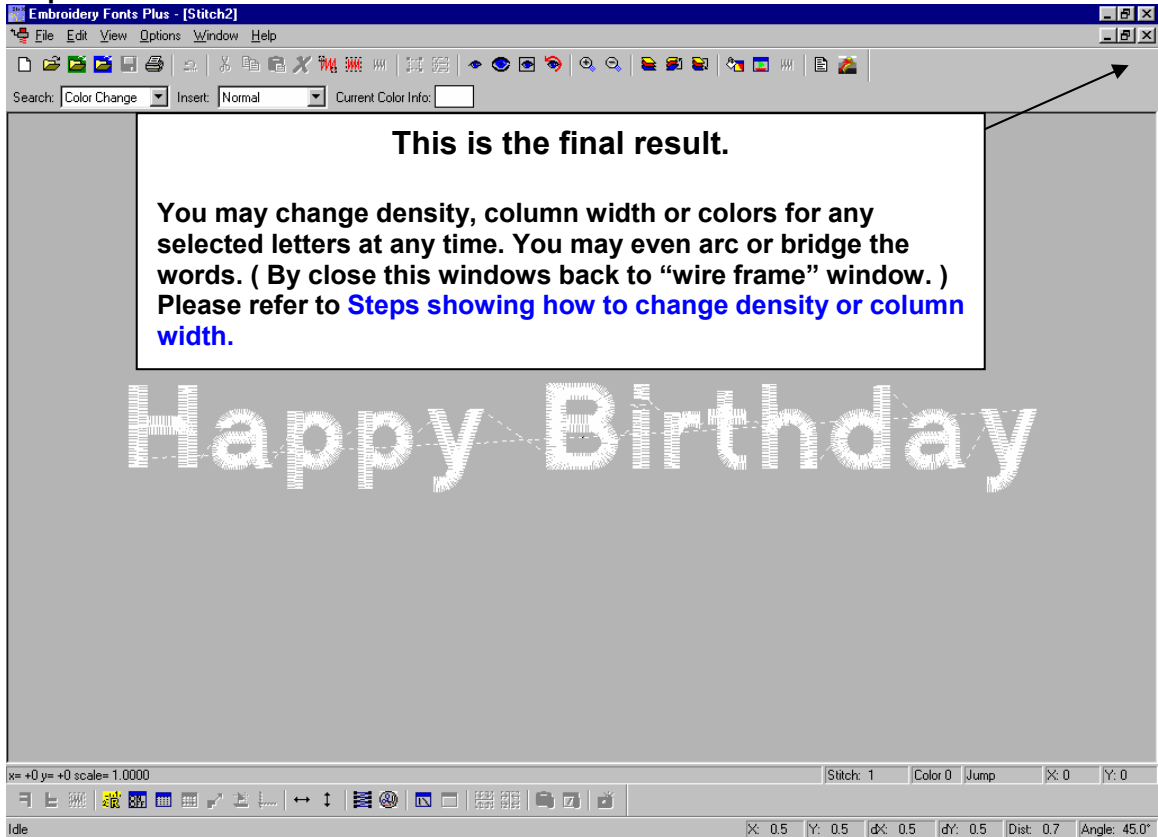 Embroidery Fonts Plus - [Stitch2]
File Edit View Options Window Help
Search: Color Change Insert: Normal Current Color Info:
This is the final result.
You may change density, column width or colors for any
selected letters at any time. You may even arc or bridge the
words. ( By close this windows back to “wire frame” window. )
Please refer to Steps showing how to change density or column
width.
Happy Birthday
x= +0 y= +0 scale= 1.0000 Stitch: 1 Color 0 Jump X: 0 Y: 0
Idle X: 0.5 Y: 0.5 dX: 0.5 dY: 0.5 Dist: 0.7 Angle: 45.0°